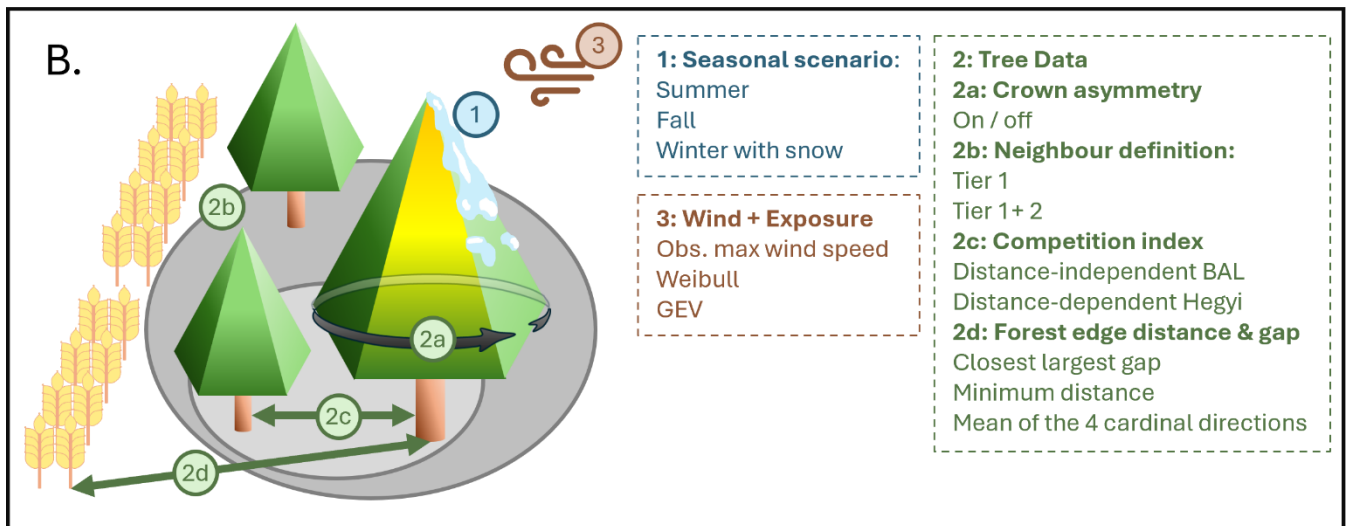 B.
3
1
2b
2a
2c
2d
1: Seasonal scenario:
Summer
Fall
Winter with snow
3: Wind + Exposure
Obs. max wind speed
Weibull
GEV
2: Tree Data
2a: Crown asymmetry
On / off
2b: Neighbour definition:
Tier 1
Tier 1+ 2
2c: Competition index
Distance-independent BAL
Distance-dependent Hegyi
2d: Forest edge distance & gap
Closest largest gap
Minimum distance
Mean of the 4 cardinal directions